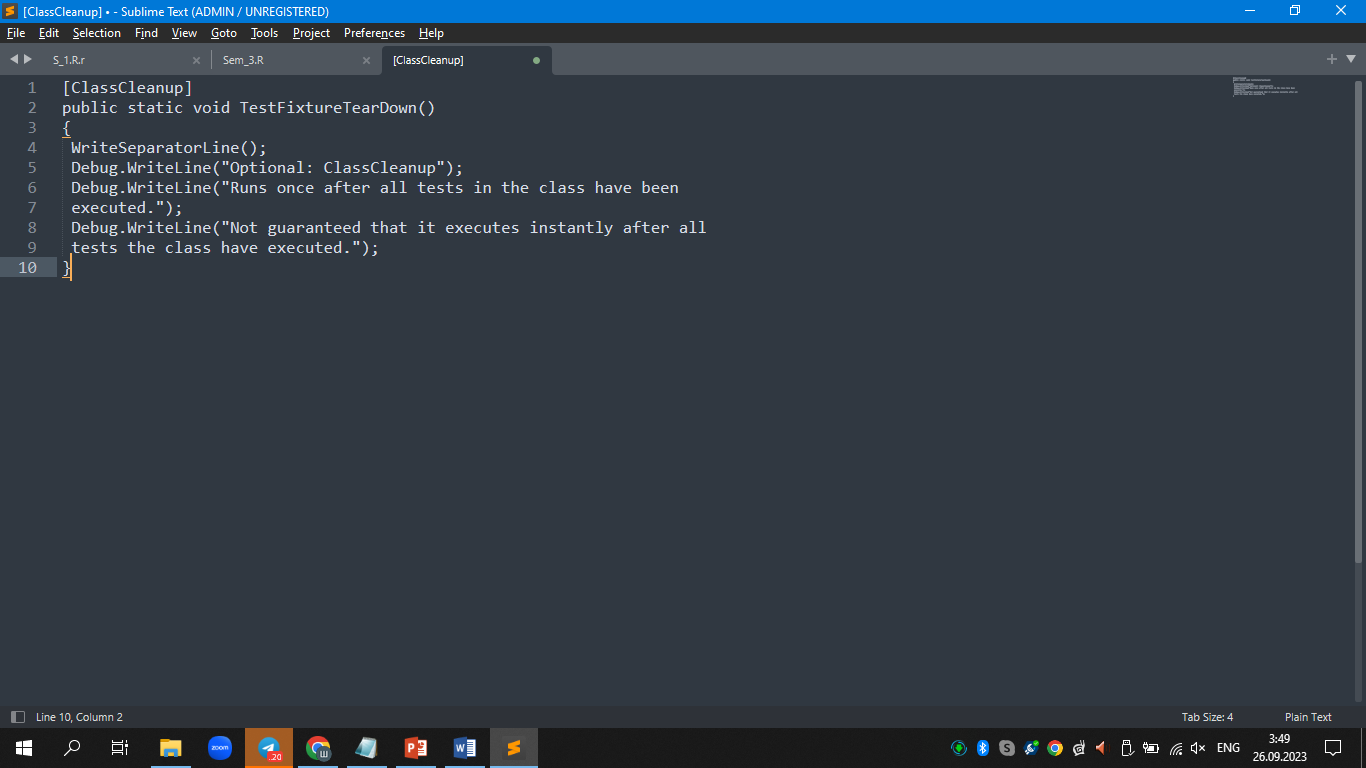 [ClassCleanup] • - Sublime Text (ADMIN / UNREGISTERED)
File Edit Selection Find View Goto Tools Project Preferences Help
S_1.R.r × Sem_3.R × [ClassCleanup]
1 [ClassCleanup]
2 public static void TestFixtureTearDown()
3 {
4 WriteSeparatorLine();
5 Debug.WriteLine("Optional: ClassCleanup");
6 Debug.WriteLine("Runs once after all tests in the class have been
7 executed.");
8 Debug.WriteLine("Not guaranteed that it executes instantly after all
9 tests the class have executed.");
10 }
Line 10, Column 2 Tab Size: 4 Plain Text
zoom ..20 ENG 3:49
26.09.2023